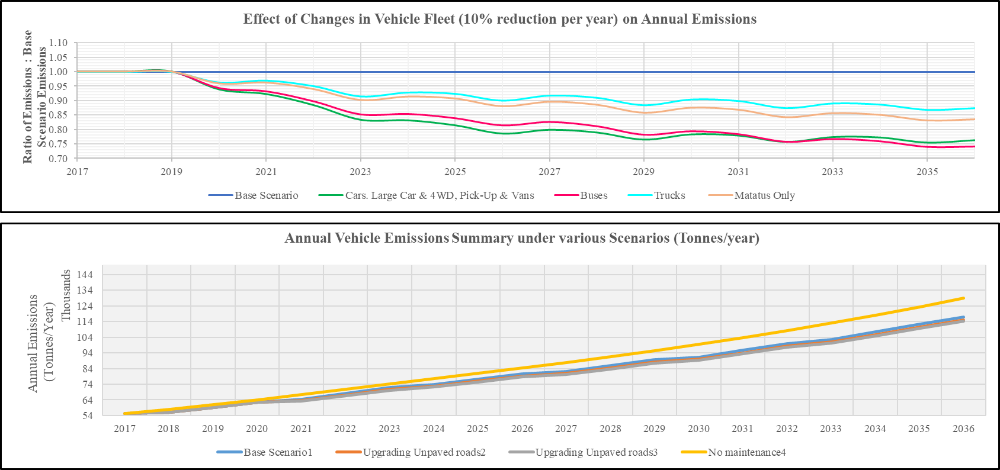 Effect of Changes in Vehicle Fleet (10% reduction per year) on Annual Emissions
Ratio of Emissions : Base
Scenario Emissions
1.10
1.05
1.00
0.95
0.90
0.85
0.80
0.75
0.70
2017 2019 2021 2023 2025 2027 2029 2031 2033 2035
Base Scenario Cars. Large Car & 4WD, Pick-Up & Vans Buses Trucks Matatus Only
Annual Vehicle Emissions Summary under various Scenarios (Tonnes/year)
Annual Emissions
(Tonnes/Year)
Thousands
144
134
124
114
104
94
84
74
64
54
2017 2018 2019 2020 2021 2022 2023 2024 2025 2026 2027 2028 2029 2030 2031 2032 2033 2034 2035 2036
Base Scenario1 Upgrading Unpaved roads2 Upgrading Unpaved roads3 No maintenance4